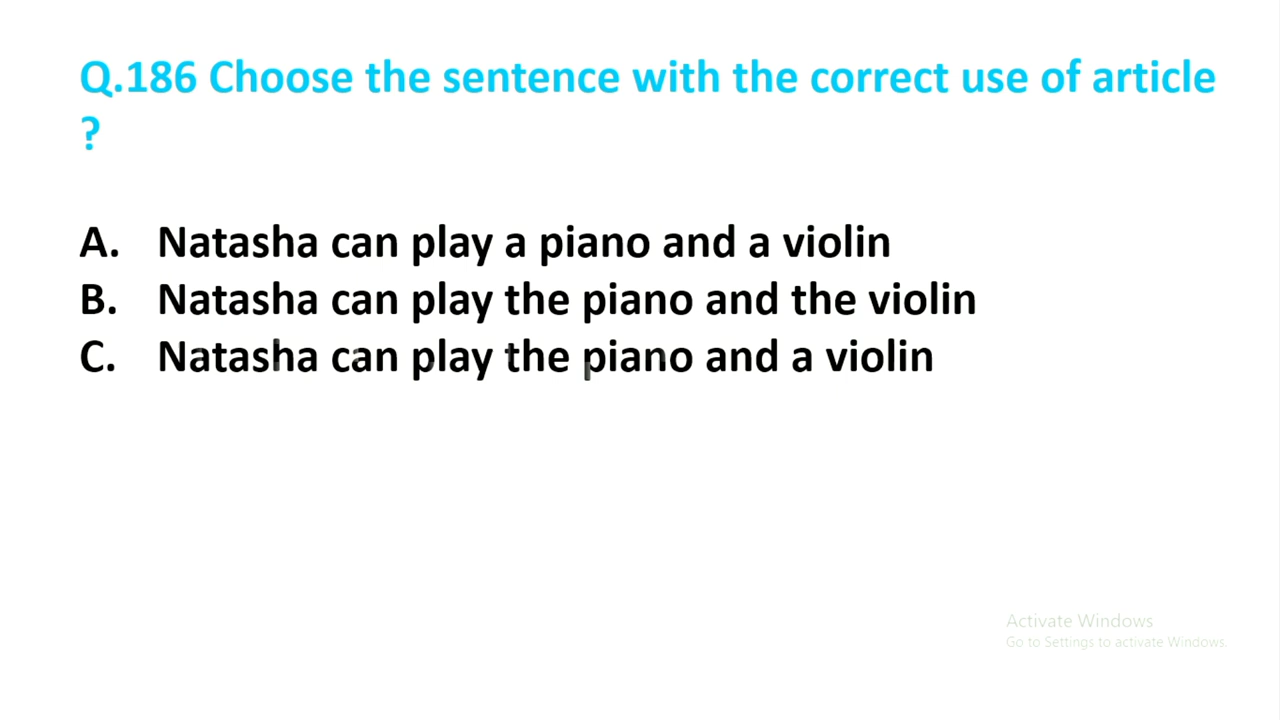 Q.186 Choose the sentence with the correct use of article
?
A. Natasha can play a piano and a violin
B. Natasha can play the piano and the violin
C. Natasha can play the piano and a violin
Activate Windows
Go to Settings to activate Windows.